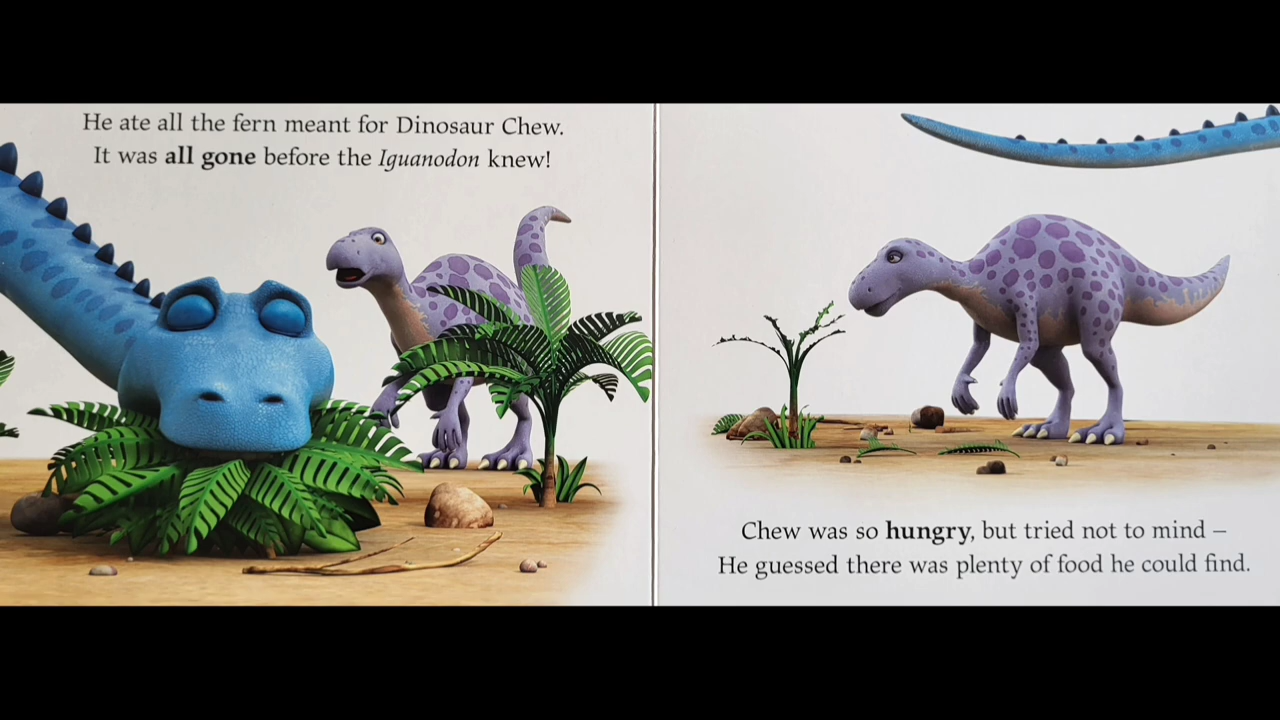 He ate all the fern meant for Dinosaur Chew.
It was all gone before the Iguanodon knew!
Chew was so hungry, but tried not to mind –
He guessed there was plenty of food he could find.